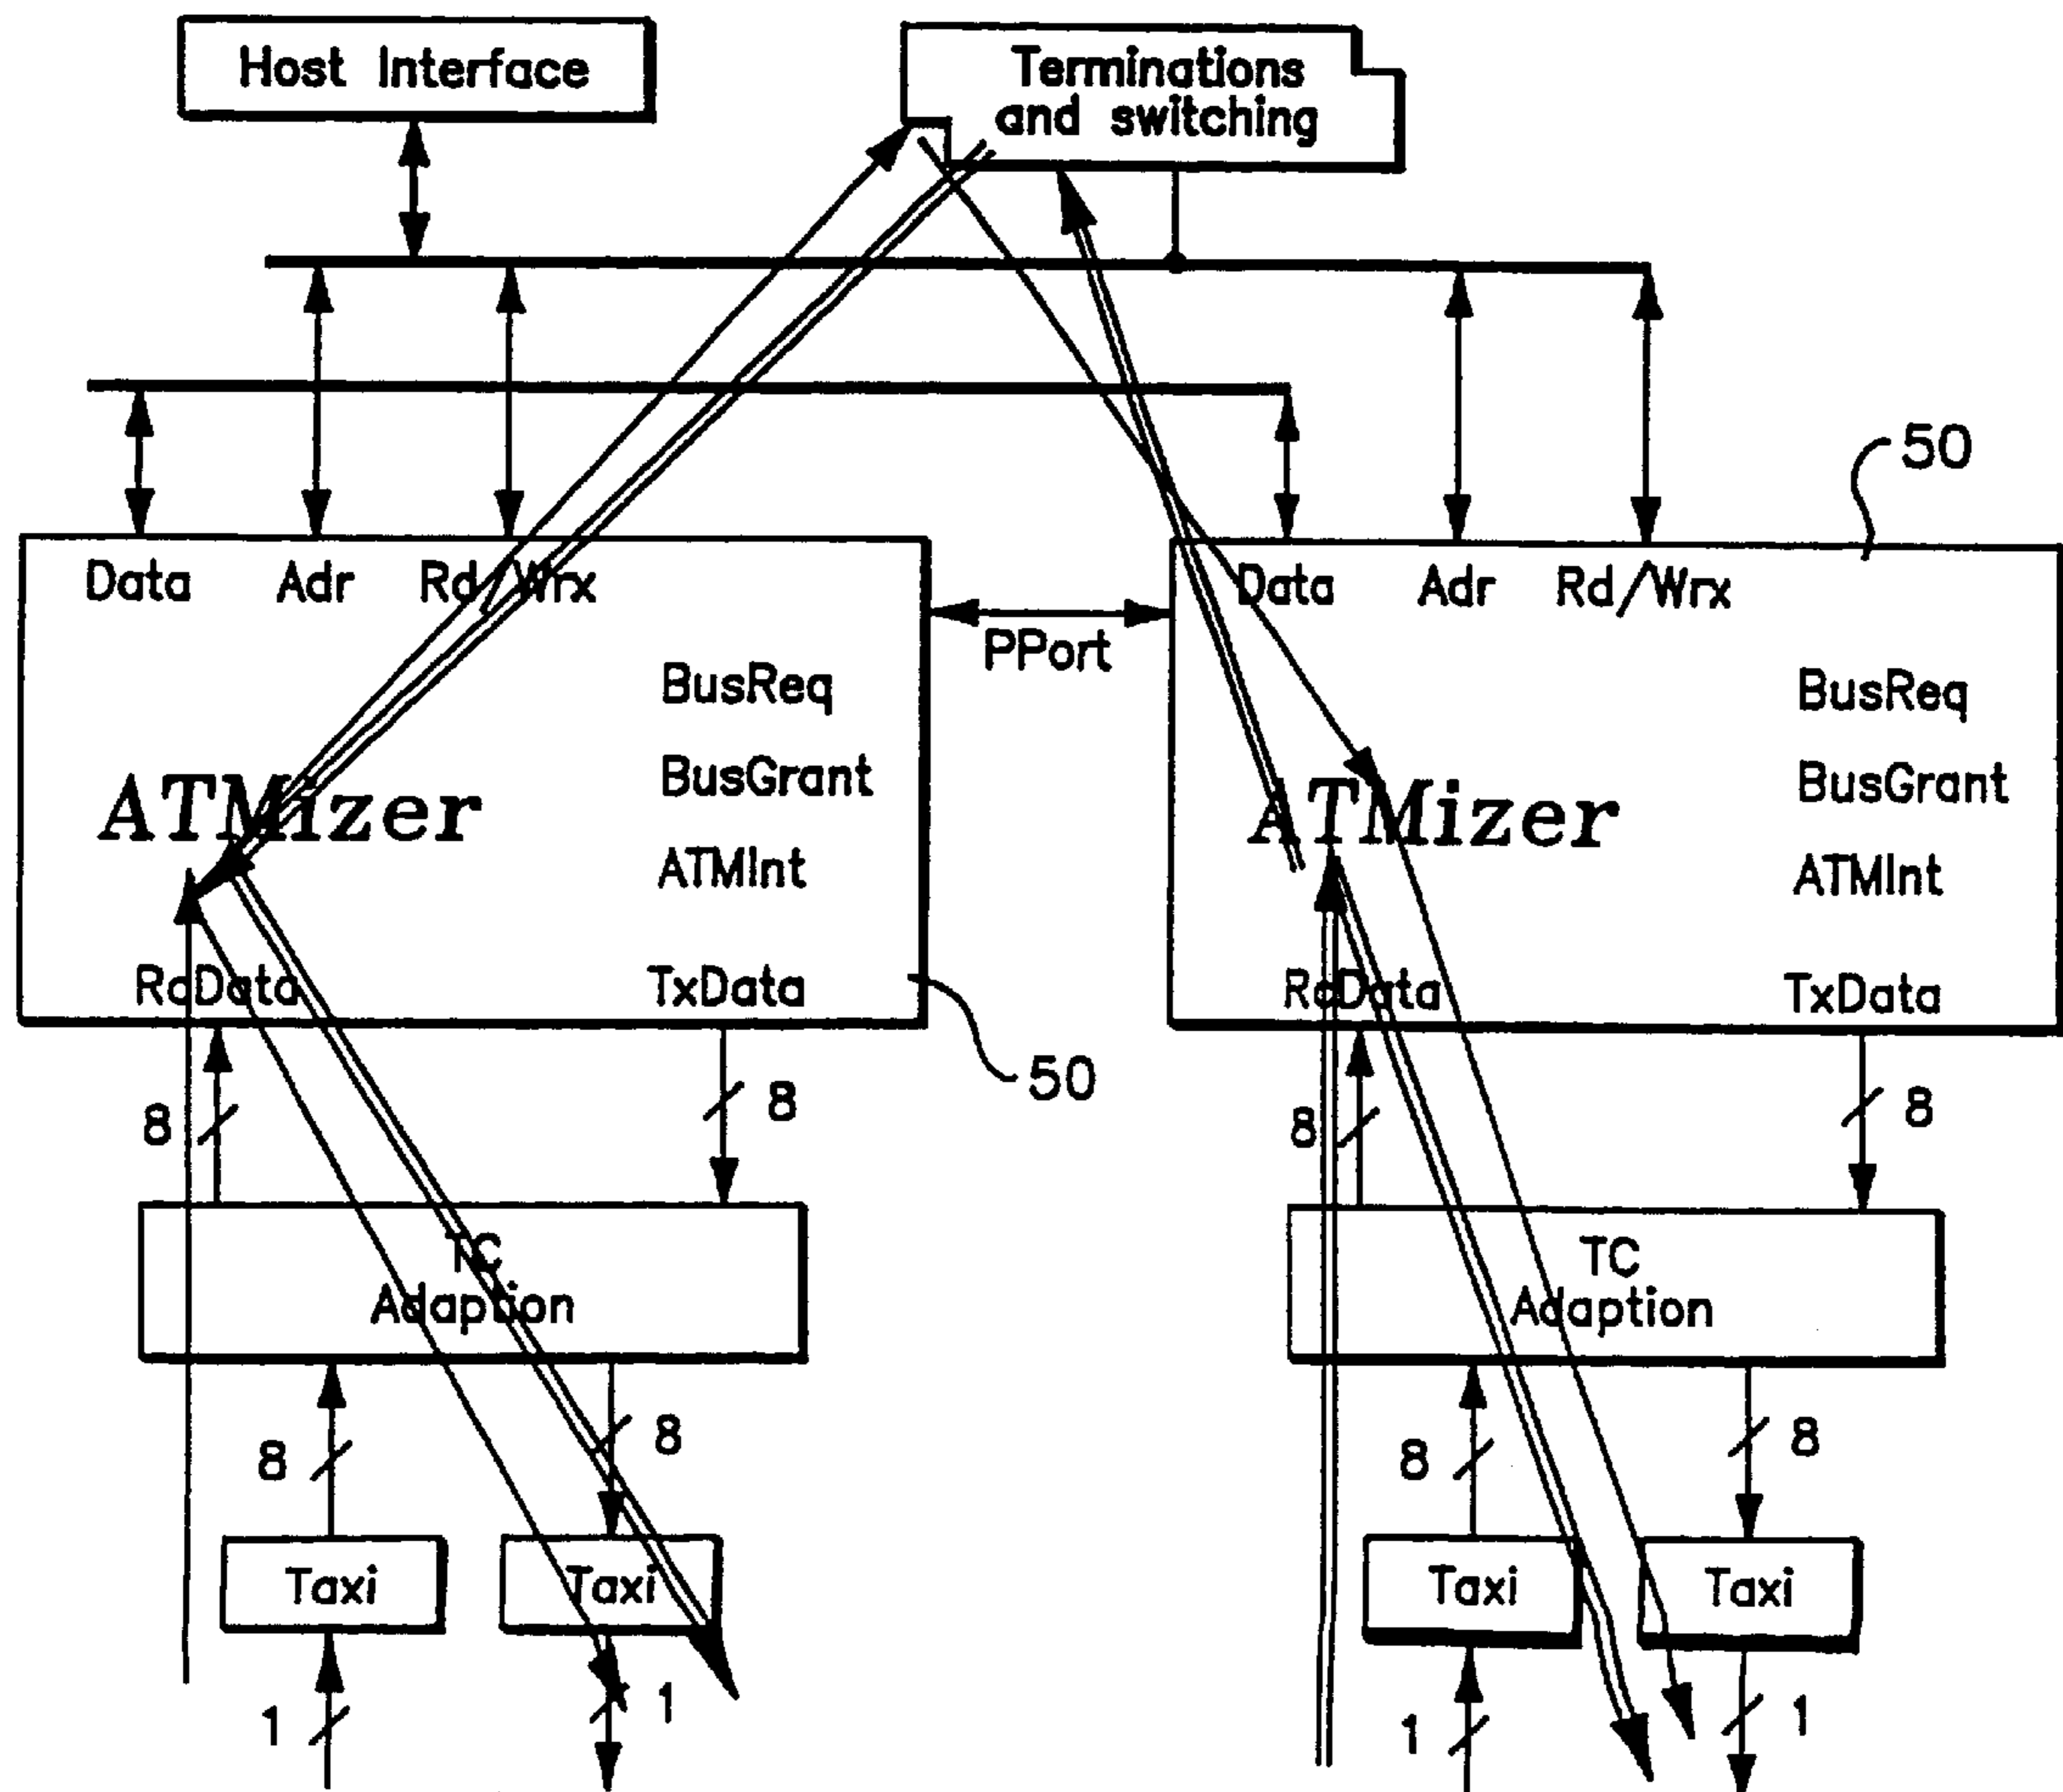 Host Interface
Terminations
and switching
50
Data Adr Rd/Wrx
Data Adr Rd/Wrx
PPort
BusReq
BusReq
BusGrant
BusGrant
ATMizer
ATMizer
ATMInt
ATMInt
RcData TxData
RcData TxData
50
8
8
8
8
TC
Adaption
TC
Adaption
8
8
8
8
Taxi
Taxi
Taxi
Taxi
1
1
1
1